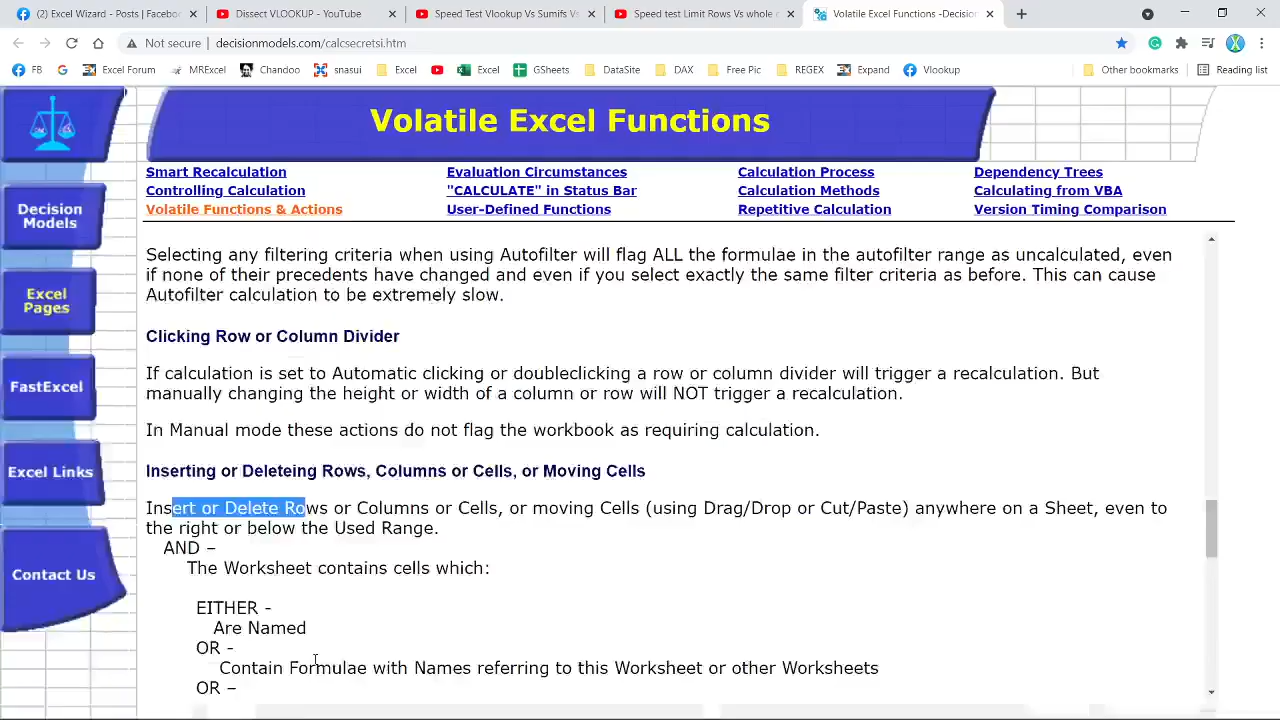 (2) Excel - Posts | Facebook
Dissect VLOOKUP - YouTube
Speed Test Vlookup Vs Sumifs Vs
Speed test Limit Rows Vs whole c
Volatile Excel Functions -Decision
Not secure | decisionmodels.com/calcsecretsi.htm
FB
Excel Forum
MRExcel
Chandoo
snasui
Excel
Excel
GSheets
DataSite
DAX
Free Pic
REGEX
Expand
Vlookup
Other bookmarks
Reading list
Volatile Excel Functions
Smart Recalculation Evaluation Circumstances Calculation Process Dependency Trees
Controlling Calculation "CALCULATE" in Status Bar Calculation Methods Calculating from VBA
Volatile Functions & Actions User-Defined Functions Repetitive Calculation Version Timing Comparison
Decision
Models
Excel
Pages
FastExcel
Excel Links
Contact Us
Selecting any filtering criteria when using Autofilter will flag ALL the formulae in the autofilter range as uncalculated, even
if none of their precedents have changed and even if you select exactly the same filter criteria as before. This can cause
Autofilter calculation to be extremely slow.
Clicking Row or Column Divider
If calculation is set to Automatic clicking or doubleclicking a row or column divider will trigger a recalculation. But
manually changing the height or width of a column or row will NOT trigger a recalculation.
In Manual mode these actions do not flag the workbook as requiring calculation.
Inserting or Deleteing Rows, Columns or Cells, or Moving Cells
Insert or Delete Rows or Columns or Cells, or moving Cells (using Drag/Drop or Cut/Paste) anywhere on a Sheet, even to
the right or below the Used Range.
AND –
The Worksheet contains cells which:
EITHER -
Are Named
OR -
Contain Formulae with Names referring to this Worksheet or other Worksheets
OR –